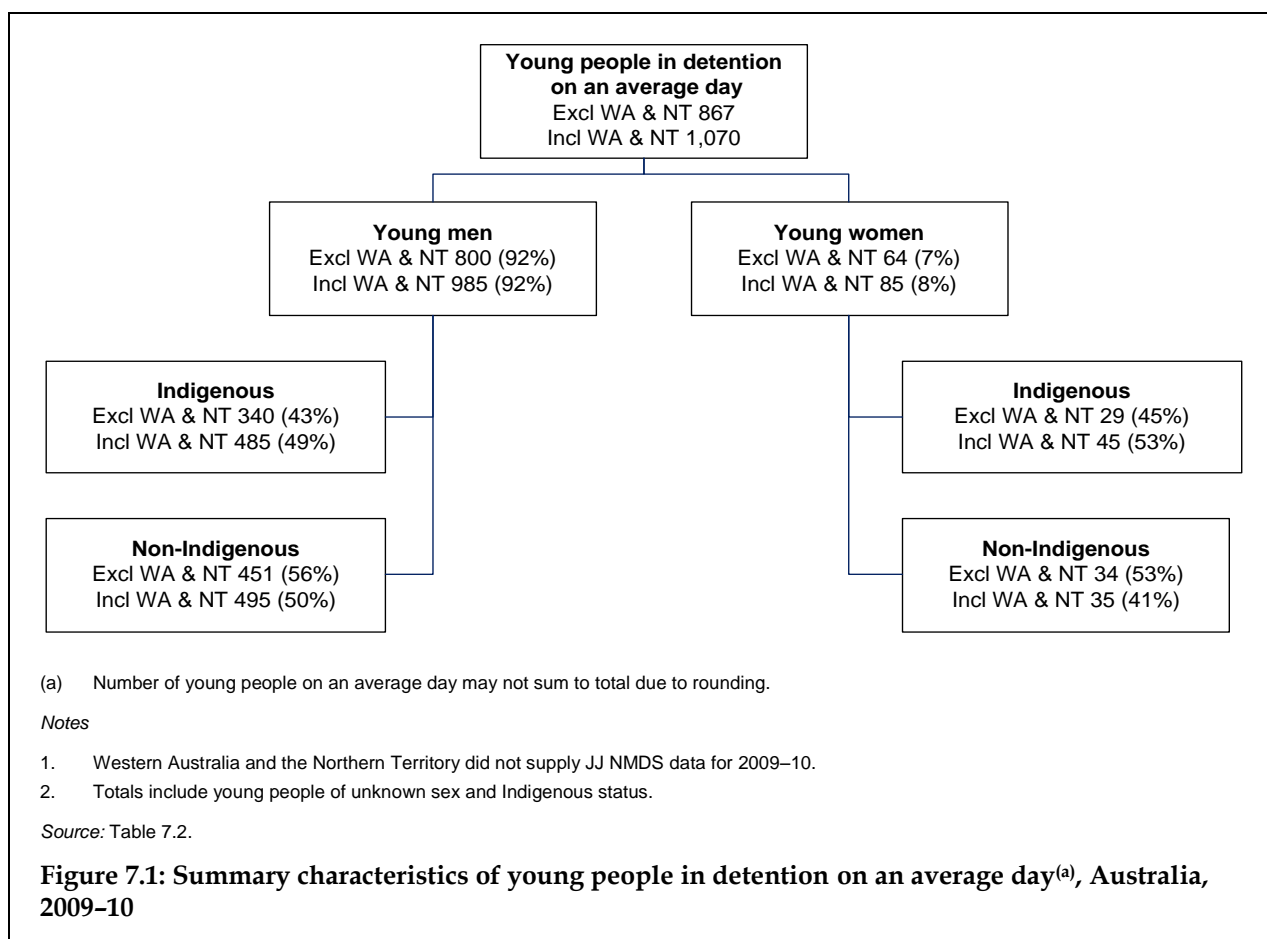 Young people in detention
on an average day
Excl WA & NT 867
Incl WA & NT 1,070
Young men
Excl WA & NT 800 (92%)
Incl WA & NT 985 (92%)
Young women
Excl WA & NT 64 (7%)
Incl WA & NT 85 (8%)
Indigenous
Excl WA & NT 340 (43%)
Incl WA & NT 485 (49%)
Indigenous
Excl WA & NT 29 (45%)
Incl WA & NT 45 (53%)
Non-Indigenous
Excl WA & NT 451 (56%)
Incl WA & NT 495 (50%)
Non-Indigenous
Excl WA & NT 34 (53%)
Incl WA & NT 35 (41%)
(a) Number of young people on an average day may not sum to total due to rounding.
Notes
1. Western Australia and the Northern Territory did not supply JJ NMDS data for 2009–10.
2. Totals include young people of unknown sex and Indigenous status.
Source: Table 7.2.
Figure 7.1: Summary characteristics of young people in detention on an average day(a), Australia,
2009–10